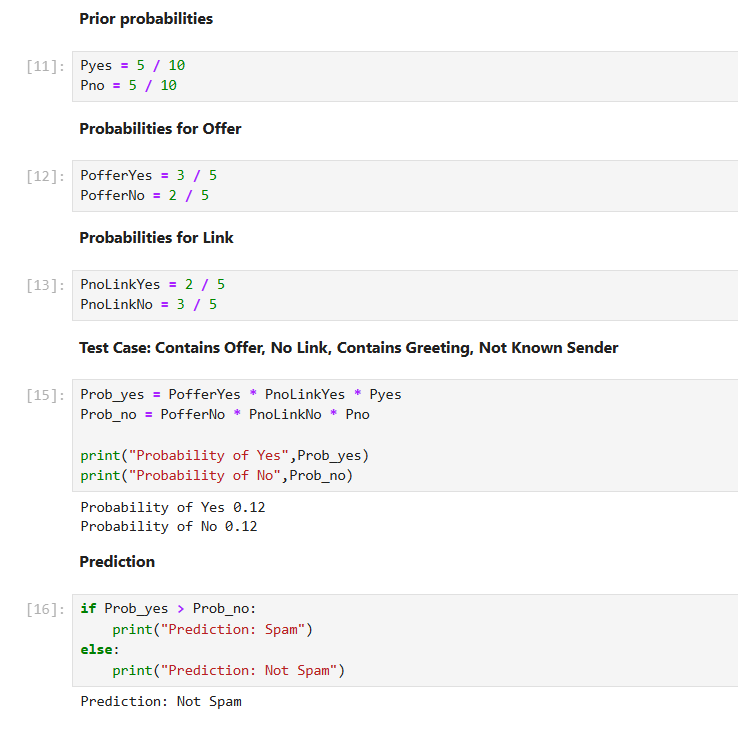 Prior probabilities
[11]: Pyes = 5 / 10
Pno = 5 / 10
Probabilities for Offer
[12]: PofferYes = 3 / 5
PofferNo = 2 / 5
Probabilities for Link
[13]: PnoLinkYes = 2 / 5
PnoLinkNo = 3 / 5
Test Case: Contains Offer, No Link, Contains Greeting, Not Known Sender
[15]: Prob_yes = PofferYes * PnoLinkYes * Pyes
Prob_no = PofferNo * PnoLinkNo * Pno
print("Probability of Yes",Prob_yes)
print("Probability of No",Prob_no)
Probability of Yes 0.12
Probability of No 0.12
Prediction
[16]: if Prob_yes > Prob_no:
    print("Prediction: Spam")
else:
    print("Prediction: Not Spam")
Prediction: Not Spam